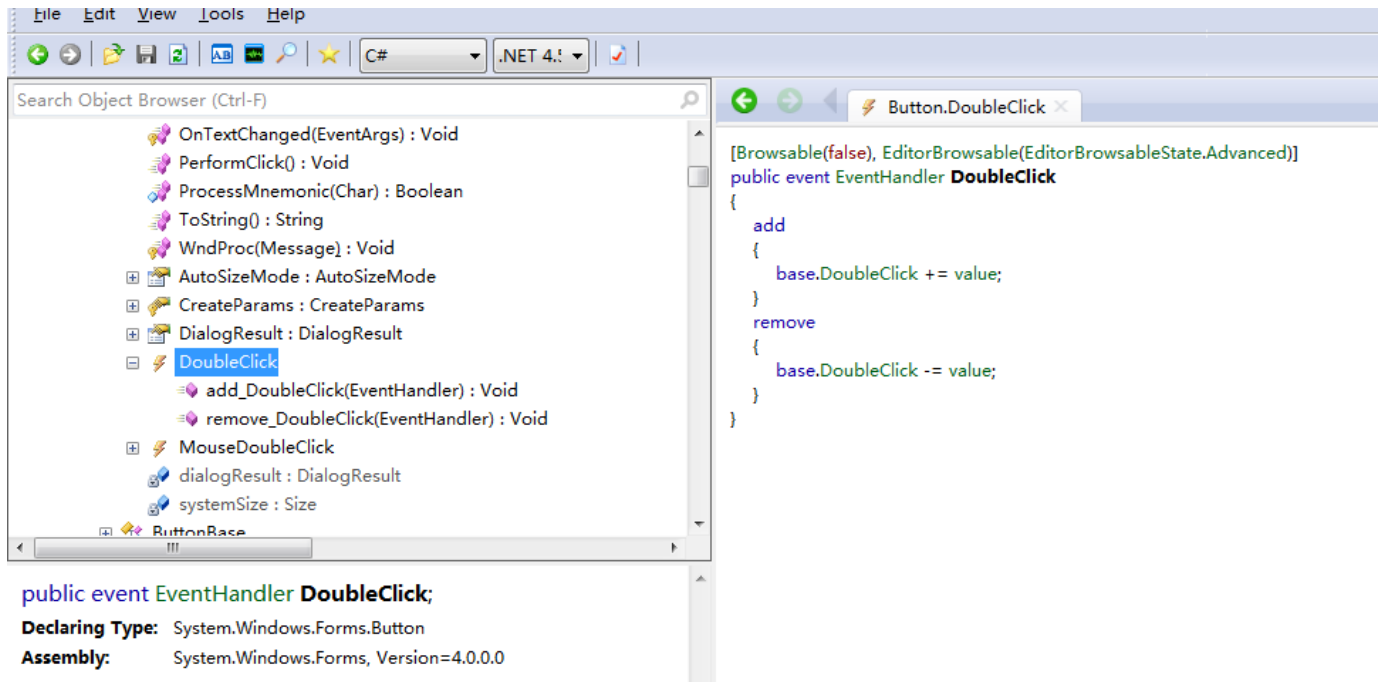 File Edit View Tools Help
C# .NET 4.
Search Object Browser (Ctrl-F)
OnTextChanged(EventArgs) : Void
PerformClick() : Void
ProcessMnemonic(Char) : Boolean
ToString() : String
WndProc(Message) : Void
AutoSizeMode : AutoSizeMode
CreateParams : CreateParams
DialogResult : DialogResult
DoubleClick
add_DoubleClick(EventHandler) : Void
remove_DoubleClick(EventHandler) : Void
MouseDoubleClick
dialogResult : DialogResult
systemSize : Size
ButtonBase
public event EventHandler DoubleClick;
Declaring Type: System.Windows.Forms.Button
Assembly: System.Windows.Forms, Version=4.0.0.0
Button.DoubleClick
[Browsable(false), EditorBrowsable(EditorBrowsableState.Advanced)]
public event EventHandler DoubleClick
{
add
{
base.DoubleClick += value;
}
remove
{
base.DoubleClick -= value;
}
}